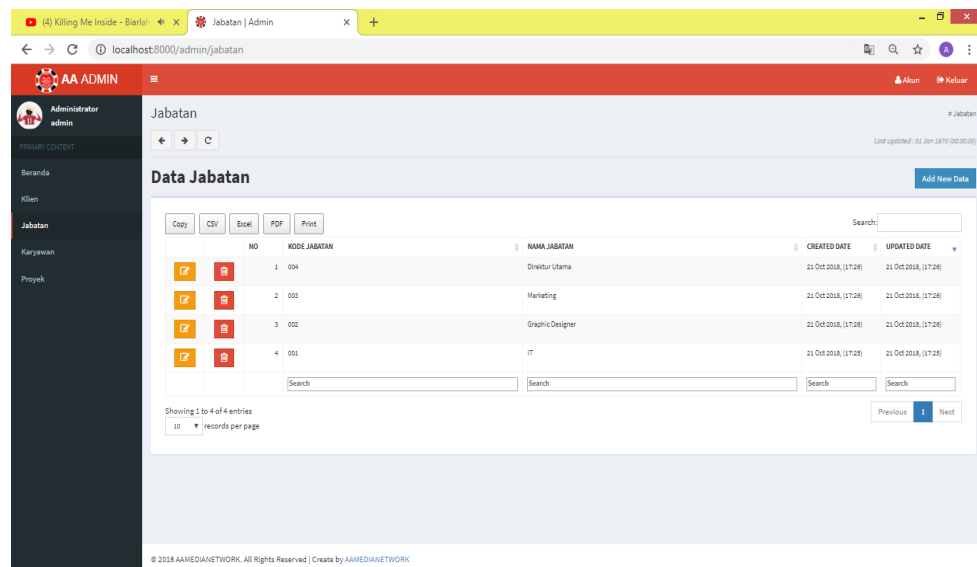 (4) Killing Me Inside - Biarlah
Jabatan | Admin
localhost:8000/admin/jabatan
A
AA ADMIN
Akun Keluar
Administrator
admin
PRIMARY CONTENT
Beranda
Klien
Jabatan
Karyawan
Proyek
Jabatan
Jabatan
Last updated : 01 Jan 1970 (00:00:00)
Data Jabatan
Add New Data
Copy CSV Excel PDF Print
Search:
NO KODE JABATAN NAMA JABATAN CREATED DATE UPDATED DATE
1 004 Direktur Utama 21 Oct 2018, (17:26) 21 Oct 2018, (17:26)
2 003 Marketing 21 Oct 2018, (17:26) 21 Oct 2018, (17:26)
3 002 Graphic Designer 21 Oct 2018, (17:26) 21 Oct 2018, (17:26)
4 001 IT 21 Oct 2018, (17:25) 21 Oct 2018, (17:25)
Search Search Search Search
Showing 1 to 4 of 4 entries
10 records per page
Previous 1 Next
© 2018 AAMEDIANETWORK. All Rights Reserved | Create by AAMEDIANETWORK